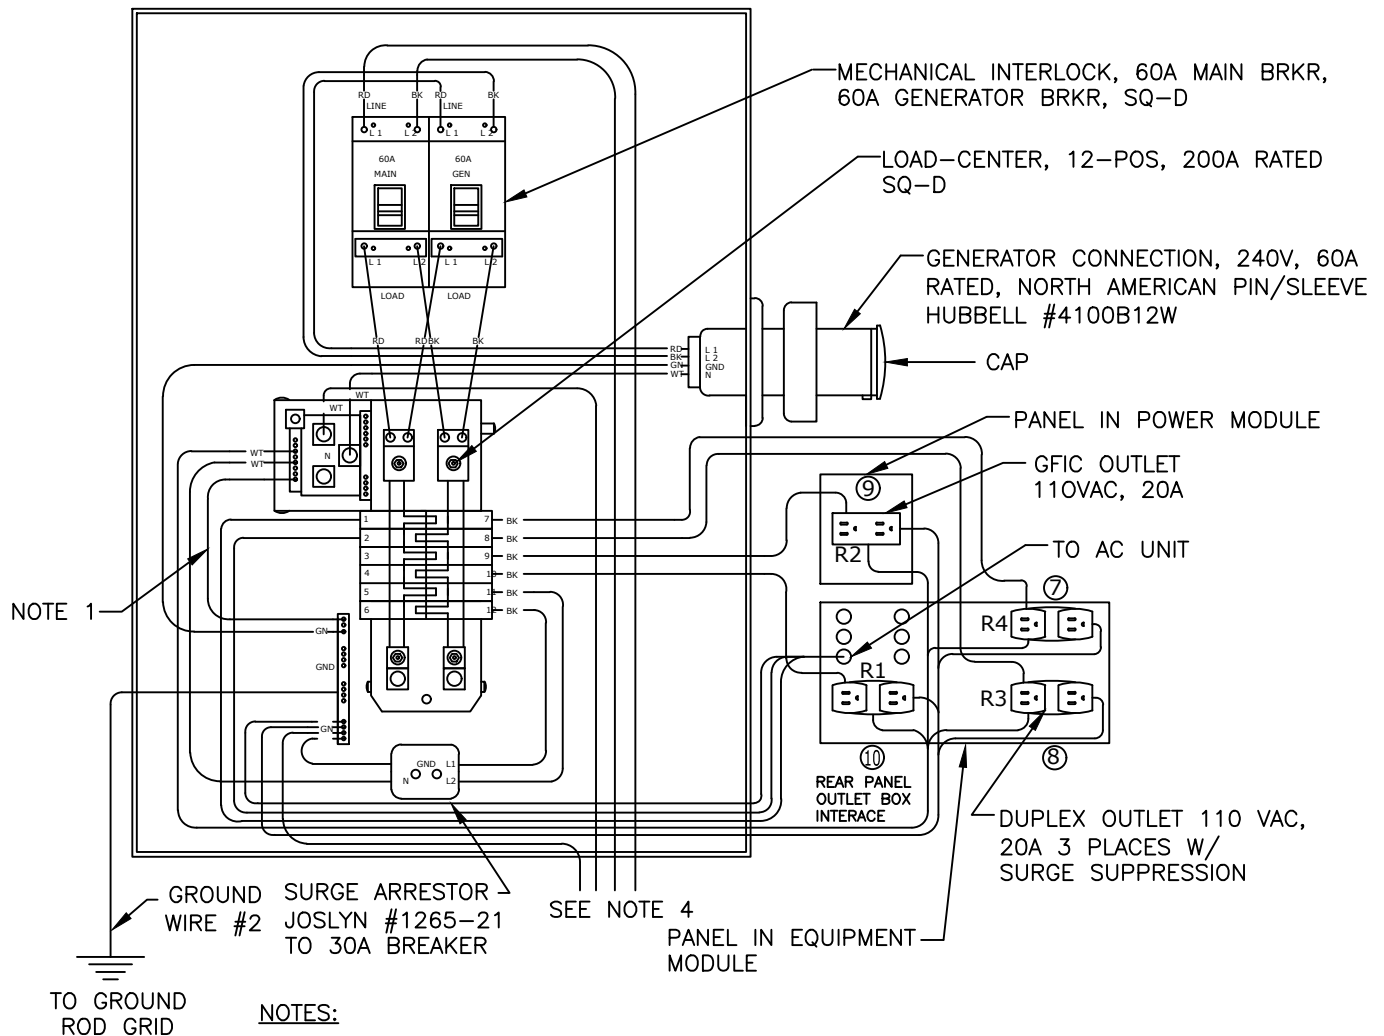 MECHANICAL INTERLOCK, 60A MAIN BRKR,
60A GENERATOR BRKR, SQ-D
RD BK RD BK
LINE LINE
L 1 L 2 L 1 L 2
60A 60A
MAIN GEN
LOAD-CENTER, 12-POS, 200A RATED
SQ-D
L 1 L 2 L 1 L 2
LOAD LOAD
GENERATOR CONNECTION, 240V, 60A
RATED, NORTH AMERICAN PIN/SLEEVE
HUBBELL #4100B12W
RD RD BK BK
RD L 1
BK L 2
GN GND
WT N
CAP
WT
WT
PANEL IN POWER MODULE
N
WT
WT
GFIC OUTLET
110VAC, 20A
9
R2
1 7 BK
2 8 BK
3 9 BK
4 10 BK
5 11 BK
6 12 BK
TO AC UNIT
NOTE 1
GN
GND
GN
7
R4
R1
R3
8
10
REAR PANEL
OUTLET BOX
INTERACE
GND L1
N L2
DUPLEX OUTLET 110 VAC,
20A 3 PLACES W/
SURGE SUPPRESSION
GROUND
WIRE #2
SURGE ARRESTOR
JOSLYN #1265-21
TO 30A BREAKER
SEE NOTE 4
PANEL IN EQUIPMENT
MODULE
TO GROUND
ROD GRID
NOTES: